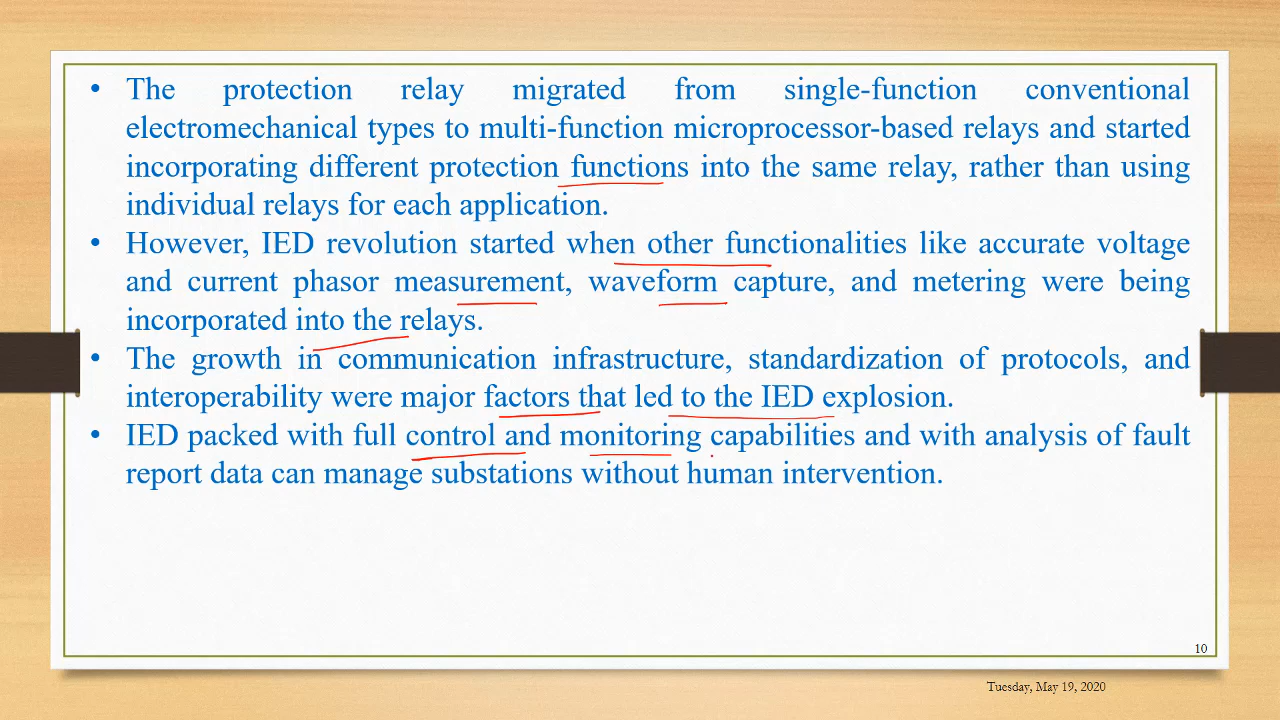 • The protection relay migrated from single-function conventional
electromechanical types to multi-function microprocessor-based relays and started
incorporating different protection functions into the same relay, rather than using
individual relays for each application.
• However, IED revolution started when other functionalities like accurate voltage
and current phasor measurement, waveform capture, and metering were being
incorporated into the relays.
• The growth in communication infrastructure, standardization of protocols, and
interoperability were major factors that led to the IED explosion.
• IED packed with full control and monitoring capabilities and with analysis of fault
report data can manage substations without human intervention.
10
Tuesday, May 19, 2020